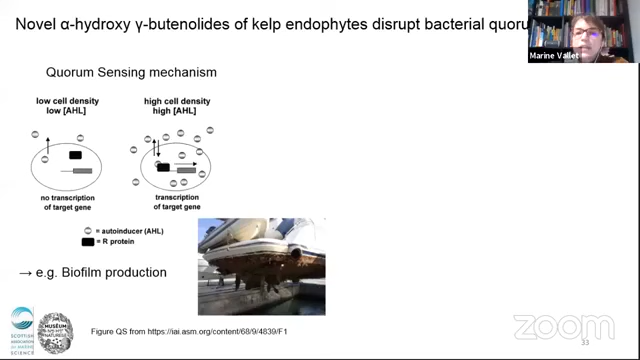 Novel α-hydroxy γ-butenolides of kelp endophytes disrupt bacterial quoru
Marine Vallet
Quorum Sensing mechanism
low cell density
low [AHL]
high cell density
high [AHL]
no transcription
of target gene
transcription
of target gene
= autoinducer (AHL)
= R protein
→ e.g. Biofilm production
SCOTTISH
ASSOCIATION
for MARINE
SCIENCE
MUSÉUM
Figure QS from https://iai.asm.org/content/68/9/4839/F1
zoom
33